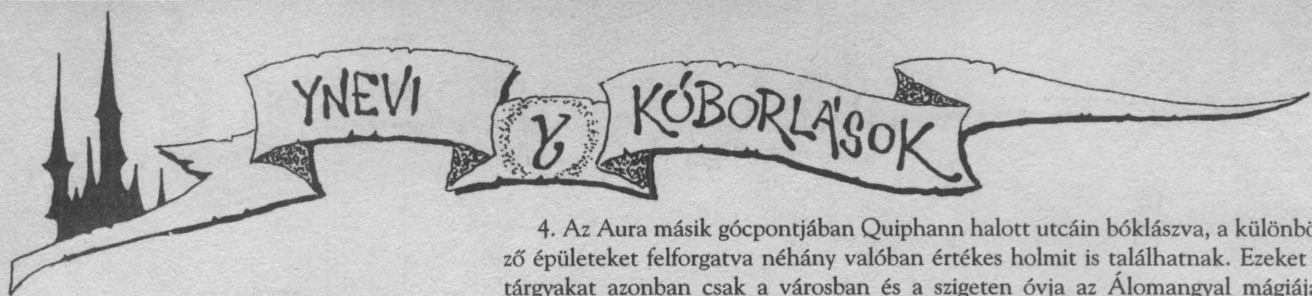 YNEVI
KÓBORLÁSOK
4. Az Aura másik gócpontjában Quiphann halott utcáin bóklászva, a különbö-
ző épületeket felforgatva néhány valóban értékes holmit is találhatnak. Ezeket
tárgyakat azonban csak a városban és a szigeten óvja az Álomangyal